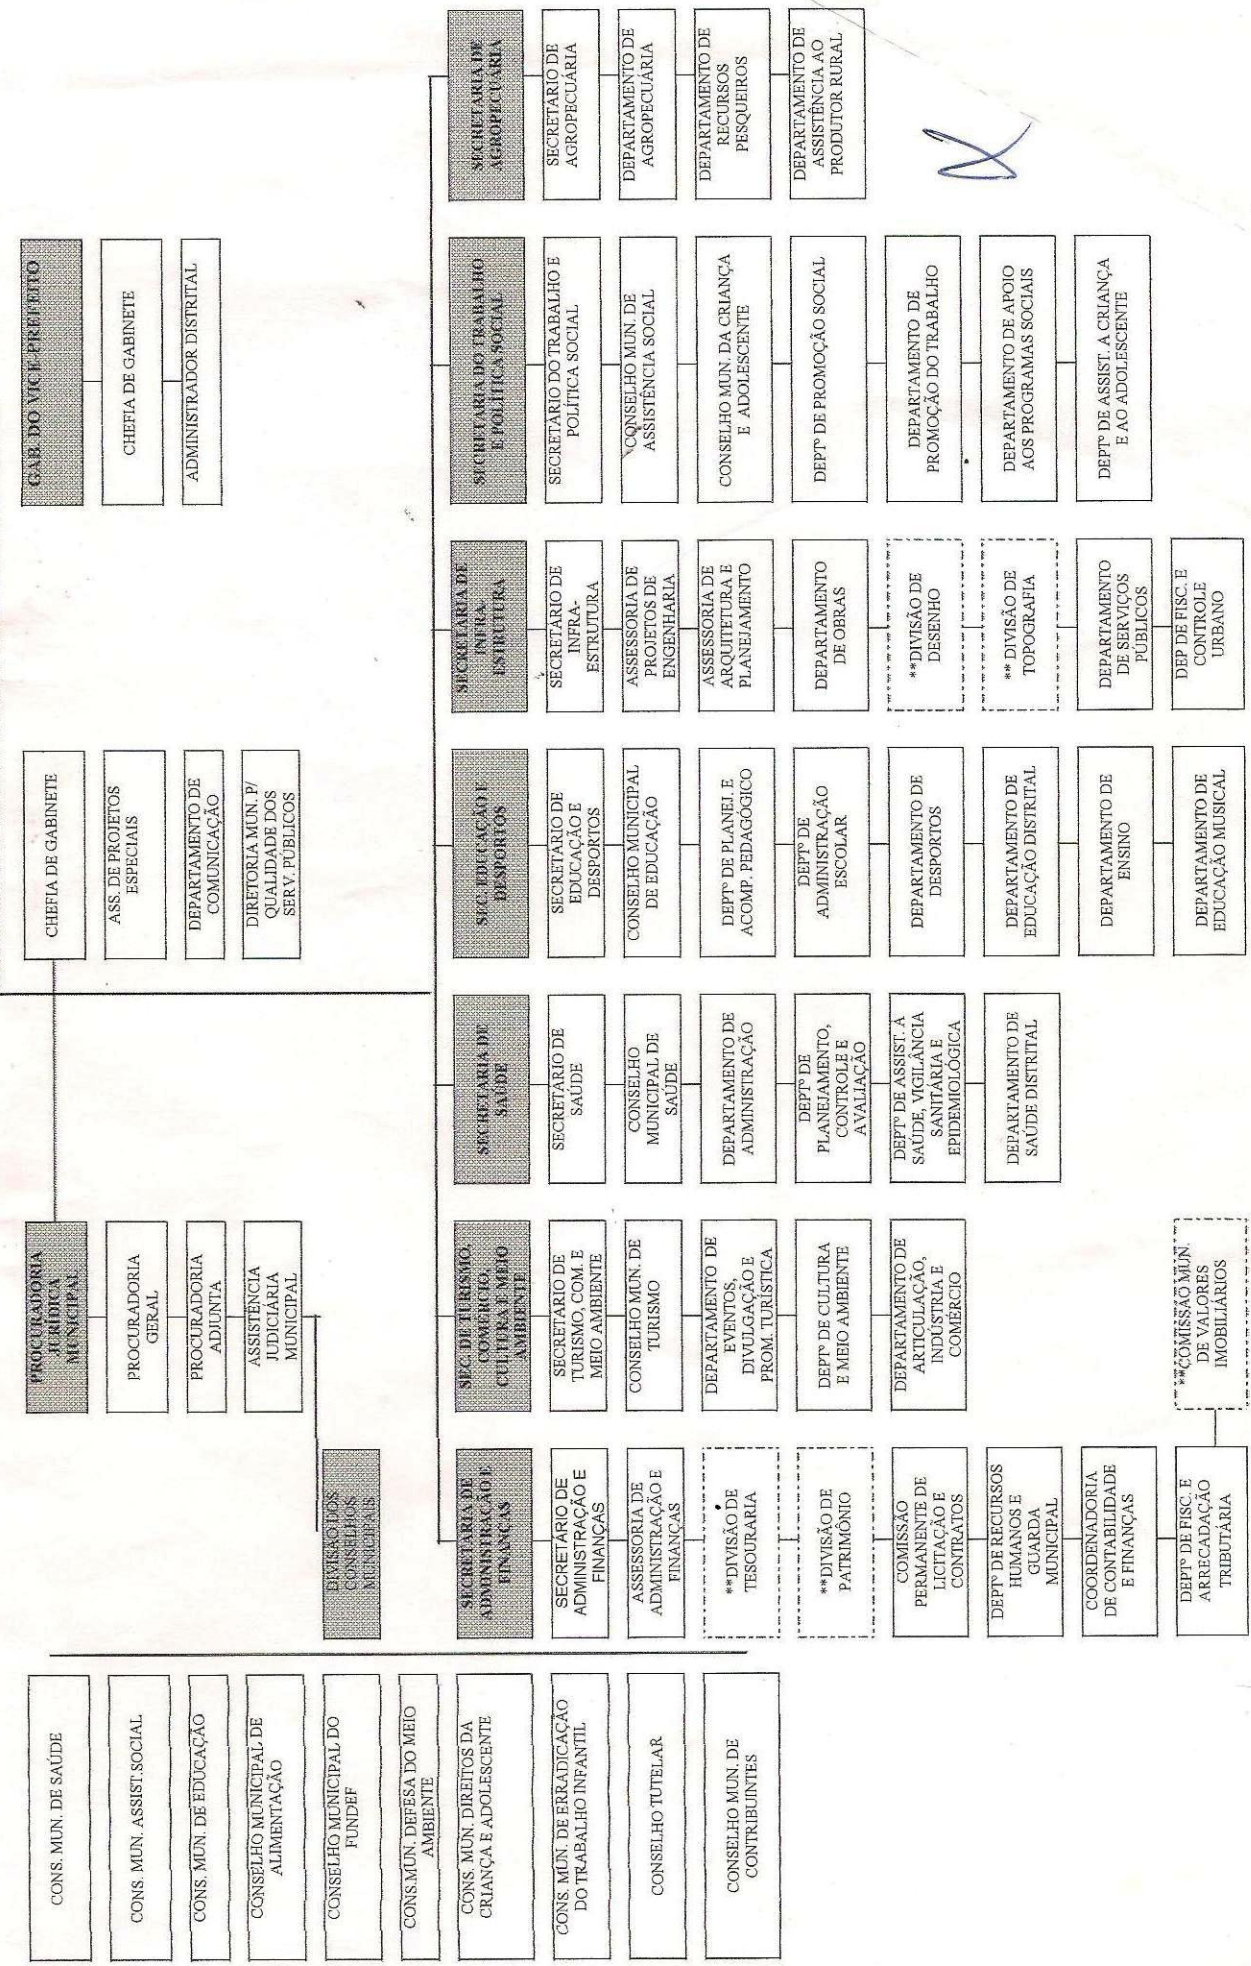 CONS. MUN. DE SAÚDE
CONS. MUN. ASSIST.SOCIAL
CONS. MUN. DE EDUCAÇÃO
CONSELHO MUNICIPAL DE
ALIMENTAÇÃO
CONSELHO MUNICIPAL DO
FUNDEF
CONS.MUN. DEFESA DO MEIO
AMBIENTE
CONS. MUN. DIREITOS DA
CRIANÇA E ADOLESCENTE
CONS. MUN. DE ERRADICAÇÃO
DO TRABALHO INFANTIL
CONSELHO TUTELAR
CONSELHO MUN. DE
CONTRIBUINTES
DIVISÃO DOS
CONSELHOS
MUNICIPAIS
PROCURADORIA
JURÍDICA
MUNICIPAL
PROCURADORIA
GERAL
PROCURADORIA
ADJUNTA
ASSISTÊNCIA
JUDICIÁRIA
MUNICIPAL
CHEFIA DE GABINETE
ASS. DE PROJETOS
ESPECIAIS
DEPARTAMENTO DE
COMUNICAÇÃO
DIRETORIA MUN. P/
QUALIDADE DOS
SERV. PÚBLICOS
GAB. DO VICE-PREFEITO
CHEFIA DE GABINETE
ADMINISTRADOR DISTRITAL
SECRETARIA DE
ADMINISTRAÇÃO E
FINANÇAS
SECRETÁRIO DE
ADMINISTRAÇÃO E
FINANÇAS
ASSESSORIA DE
ADMINISTRAÇÃO E
FINANÇAS
**DIVISÃO DE
TESOURARIA
**DIVISÃO DE
PATRIMÔNIO
COMISSÃO
PERMANENTE DE
LICITAÇÃO E
CONTRATOS
DEPTº DE RECURSOS
HUMANOS E
GUARDA
MUNICIPAL
COORDENADORIA
DE CONTABILIDADE
E FINANÇAS
DEPTº DE FISC. E
ARRECADAÇÃO
TRIBUTÁRIA
**COMISSÃO MUN.
DE VALORES
IMOBILIÁRIOS
SEC. DE TURISMO,
COMÉRCIO,
CULTURA E MEIO
AMBIENTE
SECRETÁRIO DE
TURISMO, COM. E
MEIO AMBIENTE
CONSELHO MUN. DE
TURISMO
DEPARTAMENTO DE
EVENTOS,
DIVULGAÇÃO E
PROM. TURÍSTICA
DEPTº DE CULTURA
E MEIO AMBIENTE
DEPARTAMENTO DE
ARTICULAÇÃO,
INDÚSTRIA E
COMÉRCIO
SECRETARIA DE
SAÚDE
SECRETÁRIO DE
SAÚDE
CONSELHO
MUNICIPAL DE
SAÚDE
DEPARTAMENTO DE
ADMINISTRAÇÃO
DEPTº DE
PLANEJAMENTO,
CONTROLE E
AVALIAÇÃO
DEPTº DE ASSIST. À
SAÚDE, VIGILÂNCIA
SANITÁRIA E
EPIDEMIOLÓGICA
DEPARTAMENTO DE
SAÚDE DISTRITAL
SEC. EDUCAÇÃO E
DESPORTOS
SECRETÁRIO DE
EDUCAÇÃO E
DESPORTOS
CONSELHO MUNICIPAL
DE EDUCAÇÃO
DEPTº DE PLANEJ. E
ACOMP. PEDAGÓGICO
DEPTº DE
ADMINISTRAÇÃO
ESCOLAR
DEPARTAMENTO DE
DESPORTOS
DEPARTAMENTO DE
EDUCAÇÃO DISTRITAL
DEPARTAMENTO DE
ENSINO
DEPARTAMENTO DE
EDUCAÇÃO MUSICAL
SECRETARIA DE
INFRA-
ESTRUTURA
SECRETÁRIO DE
INFRA-
ESTRUTURA
ASSESSORIA DE
PROJETOS DE
ENGENHARIA
ASSESSORIA DE
ARQUITETURA E
PLANEJAMENTO
DEPARTAMENTO
DE OBRAS
**DIVISÃO DE
DESENHO
** DIVISÃO DE
TOPOGRAFIA
DEPARTAMENTO
DE SERVIÇOS
PÚBLICOS
DEP DE FISC. E
CONTROLE
URBANO
SECRETARIA DO TRABALHO
E POLÍTICA SOCIAL
SECRETÁRIO DO TRABALHO E
POLÍTICA SOCIAL
CONSELHO MUN. DE
ASSISTÊNCIA SOCIAL
CONSELHO MUN. DA CRIANÇA
E ADOLESCENTE
DEPTº DE PROMOÇÃO SOCIAL
DEPARTAMENTO DE
PROMOÇÃO DO TRABALHO
DEPARTAMENTO DE APOIO
AOS PROGRAMAS SOCIAIS
DEPTº DE ASSIST. A CRIANÇA
E AO ADOLESCENTE
SECRETARIA DE
AGROPECUÁRIA
SECRETARIO DE
AGROPECUÁRIA
DEPARTAMENTO DE
AGROPECUÁRIA
DEPARTAMENTO DE
RECURSOS
PESQUEIROS
DEPARTAMENTO DE
ASSISTÊNCIA AO
PRODUTOR RURAL